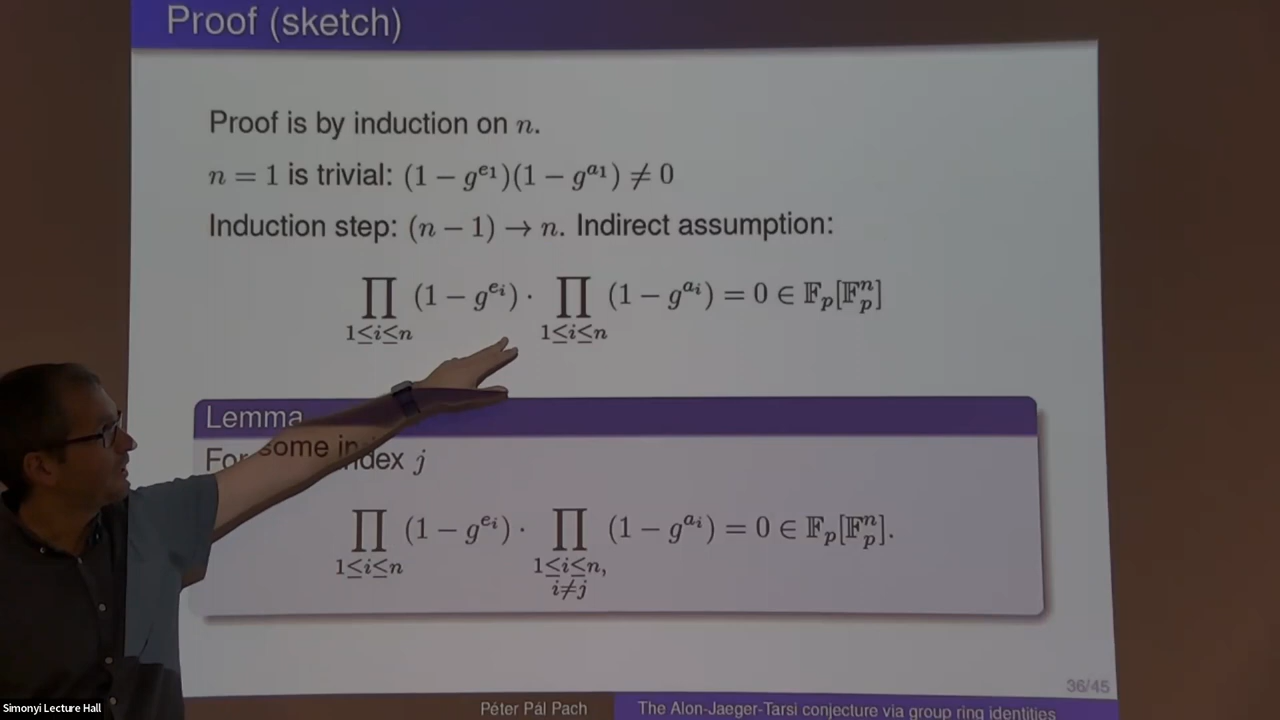 Proof (sketch)
Proof is by induction on n.
n = 1 is trivial: (1 − g^{e_1})(1 − g^{a_1}) ≠ 0
Induction step: (n − 1) → n. Indirect assumption:
∏_{1≤i≤n} (1 − g^{e_i}) · ∏_{1≤i≤n} (1 − g^{a_i}) = 0 ∈ 𝔽_p[𝔽_p^n]
Lemma
For some index j
∏_{1≤i≤n} (1 − g^{e_i}) · ∏_{1≤i≤n, i≠j} (1 − g^{a_i}) = 0 ∈ 𝔽_p[𝔽_p^n].
36/45
Péter Pál Pach The Alon-Jaeger-Tarsi conjecture via group ring identities
Simonyi Lecture Hall